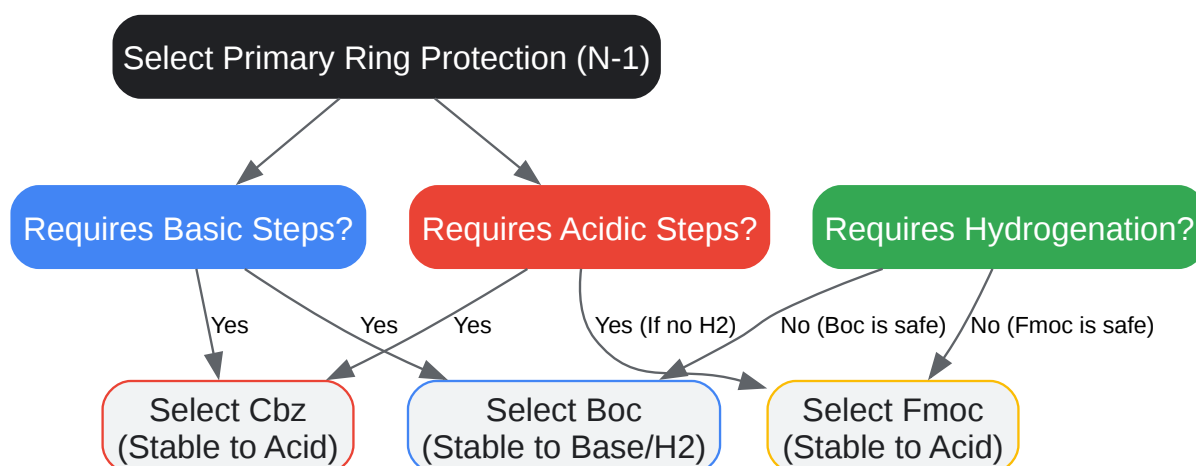 Select Primary Ring Protection (N-1)
Requires Basic Steps?
Requires Acidic Steps?
Requires Hydrogenation?
Yes
Yes
Yes
Yes (If no H2)
No (Boc is safe)
No (Fmoc is safe)
Select Cbz
(Stable to Acid)
Select Boc
(Stable to Base/H2)
Select Fmoc
(Stable to Acid)